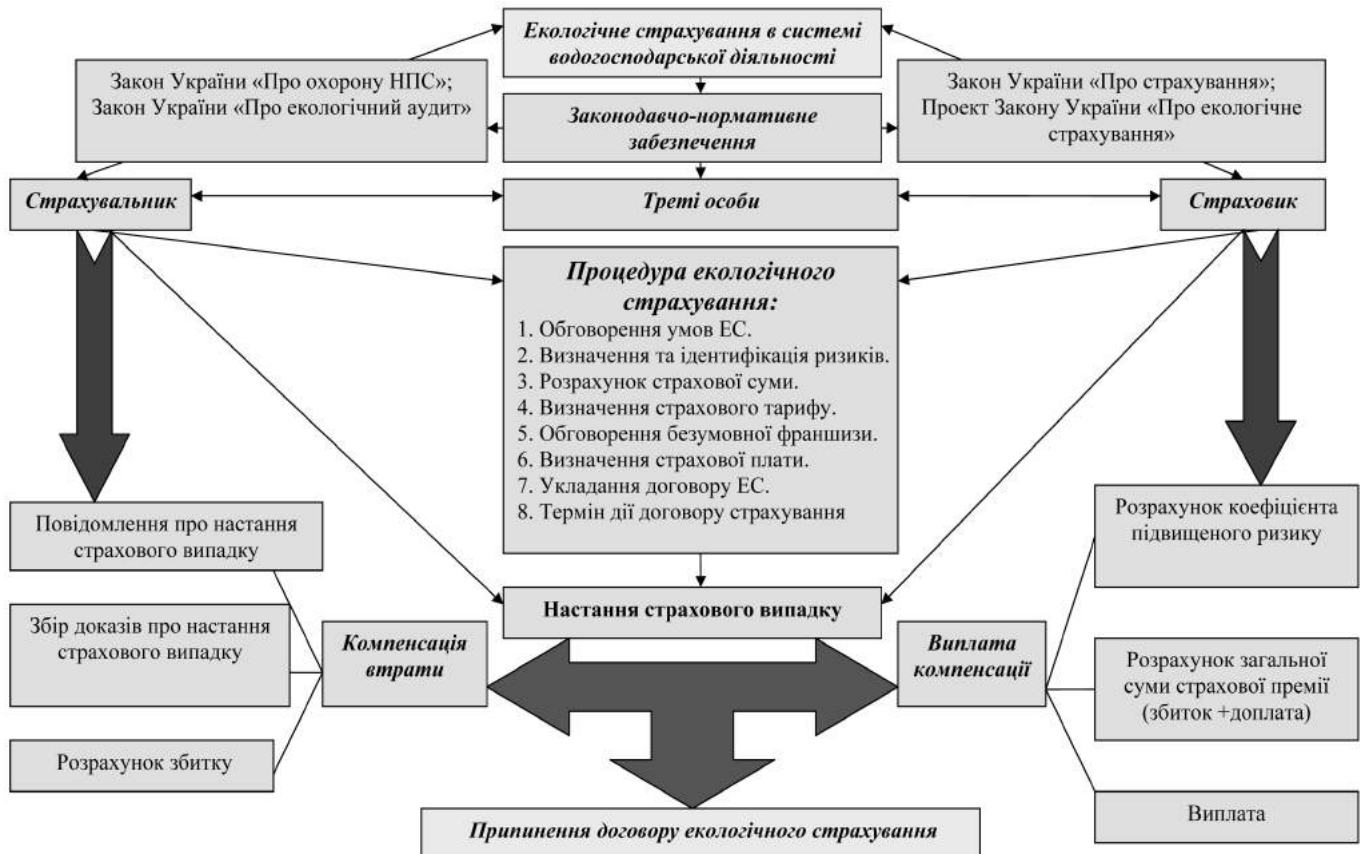 Екологічне страхування в системі
водогосподарської діяльності
Закон України «Про охорону НПС»;
Закон України «Про екологічний аудит»
Закон України «Про страхування»;
Проект Закону України «Про екологічне
страхування»
Законодавчо-нормативне
забезпечення
Страхувальник
Треті особи
Страховик
Процедура екологічного
страхування:
1. Обговорення умов ЕС.
2. Визначення та ідентифікація ризиків.
3. Розрахунок страхової суми.
4. Визначення страхового тарифу.
5. Обговорення безумовної франшизи.
6. Визначення страхової плати.
7. Укладання договору ЕС.
8. Термін дії договору страхування
Повідомлення про настання
страхового випадку
Збір доказів про настання
страхового випадку
Розрахунок збитку
Компенсація
втрати
Настання страхового випадку
Виплата
компенсації
Розрахунок коефіцієнта
підвищеного ризику
Розрахунок загальної
суми страхової премії
(збиток +доплата)
Виплата
Припинення договору екологічного страхування